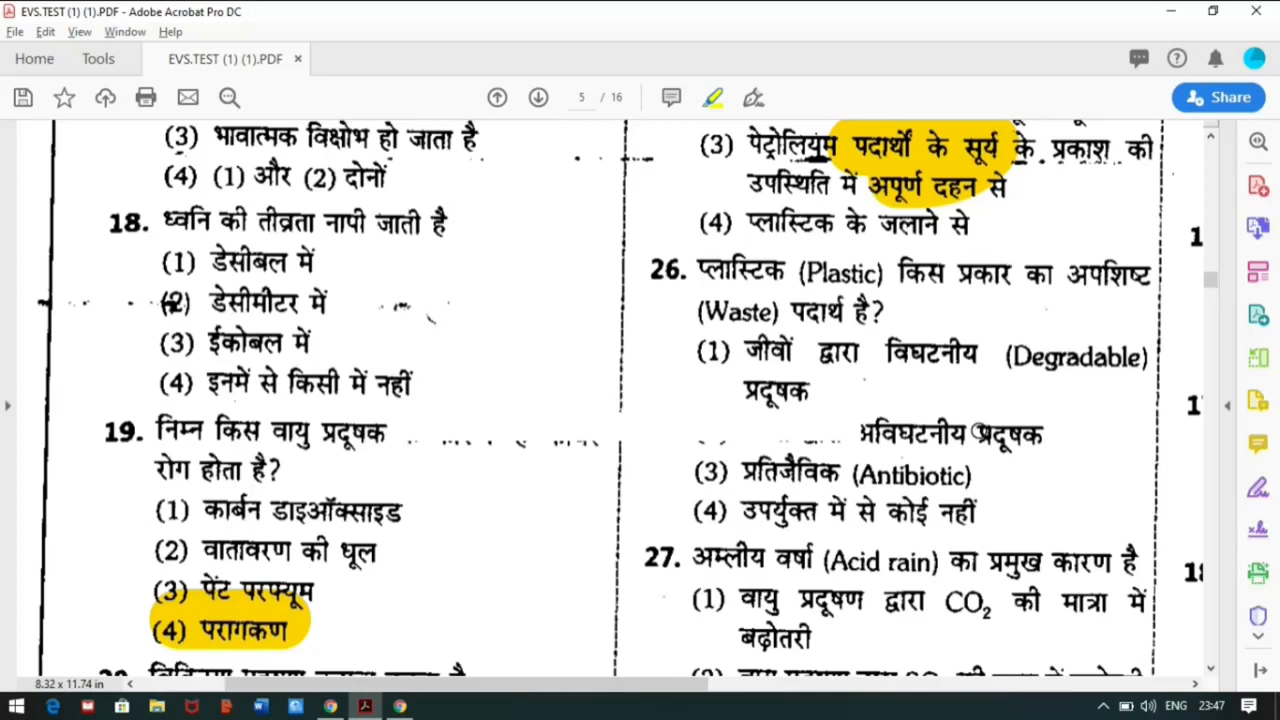 EVS.TEST (1) (1).PDF - Adobe Acrobat Pro DC
File Edit View Window Help
Home Tools EVS.TEST (1) (1).PDF ×
5 / 16
Share
(3) भावात्मक विक्षोभ हो जाता है
(4) (1) और (2) दोनों
18. ध्वनि की तीव्रता नापी जाती है
(1) डेसीबल में
(2) डेसीमीटर में
(3) ईकोबल में
(4) इनमें से किसी में नहीं
19. निम्न किस वायु प्रदूषक
रोग होता है?
(1) कार्बन डाइऑक्साइड
(2) वातावरण की धूल
(3) पेंट परफ्यूम
(4) परागकण
(3) पेट्रोलियम पदार्थों के सूर्य के प्रकाश की
उपस्थिति में अपूर्ण दहन से
(4) प्लास्टिक के जलाने से
26. प्लास्टिक (Plastic) किस प्रकार का अपशिष्ट
(Waste) पदार्थ है?
(1) जीवों द्वारा विघटनीय (Degradable)
प्रदूषक
अविघटनीय प्रदूषक
(3) प्रतिजैविक (Antibiotic)
(4) उपर्युक्त में से कोई नहीं
27. अम्लीय वर्षा (Acid rain) का प्रमुख कारण है
(1) वायु प्रदूषण द्वारा CO₂ की मात्रा में
बढ़ोतरी
8.32 x 11.74 in
ENG 23:47